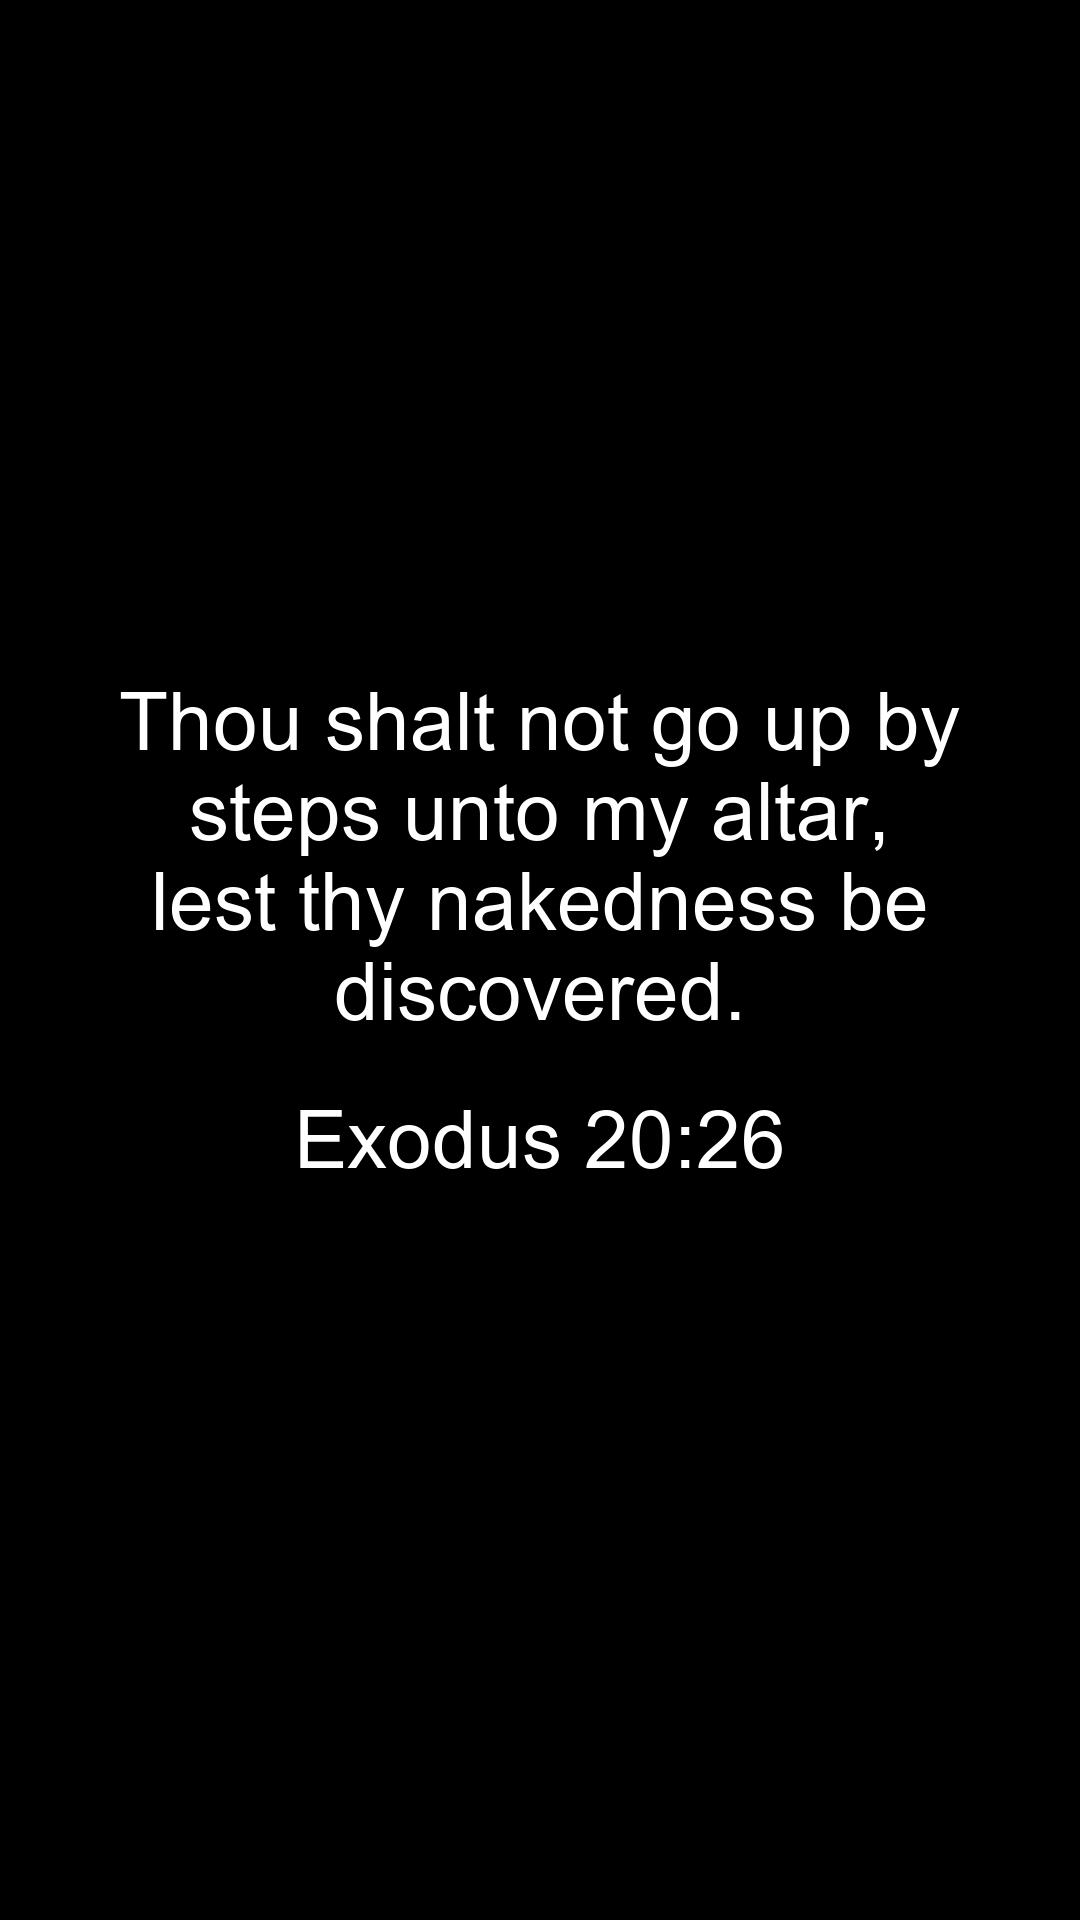 Thou shalt not go up by
steps unto my altar,
lest thy nakedness be
discovered.
Exodus 20:26